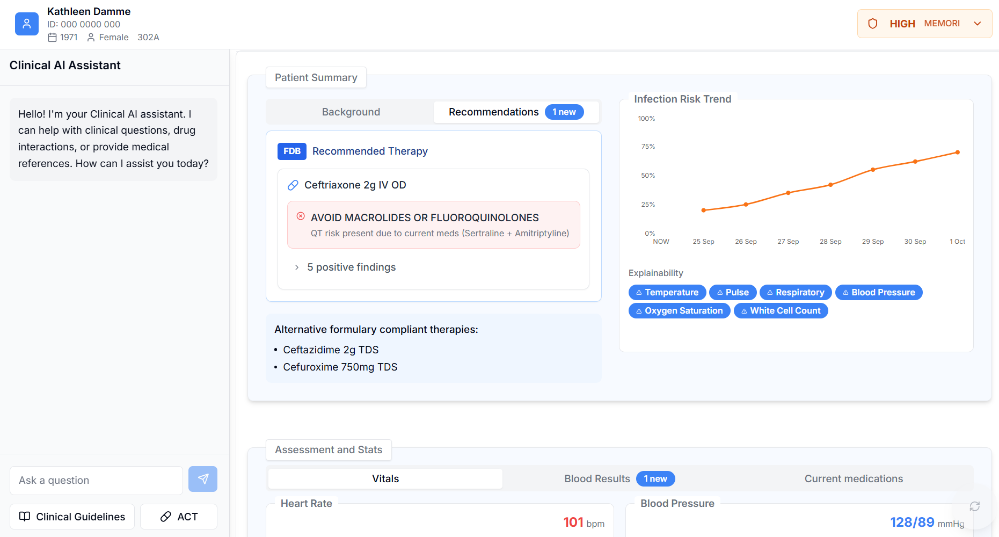 Kathleen Damme
ID: 000 0000 000
1971 Female 302A
HIGH MEMORI
Clinical AI Assistant
Hello! I'm your Clinical AI assistant. I
can help with clinical questions, drug
interactions, or provide medical
references. How can I assist you today?
Ask a question
Clinical Guidelines
ACT
Patient Summary
Background
Recommendations 1 new
FDB Recommended Therapy
Ceftriaxone 2g IV OD
AVOID MACROLIDES OR FLUOROQUINOLONES
QT risk present due to current meds (Sertraline + Amitriptyline)
5 positive findings
Alternative formulary compliant therapies:
• Ceftazidime 2g TDS
• Cefuroxime 750mg TDS
Infection Risk Trend
100%
75%
50%
25%
0%
NOW 25 Sep 26 Sep 27 Sep 28 Sep 29 Sep 30 Sep 1 Oct
Explainability
Temperature Pulse Respiratory Blood Pressure
Oxygen Saturation White Cell Count
Assessment and Stats
Vitals
Blood Results 1 new
Current medications
Heart Rate
101 bpm
Blood Pressure
128/89 mmHg